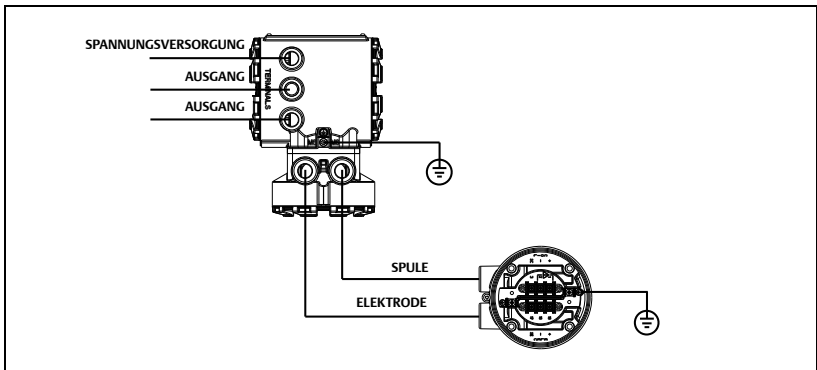 SPANNUNGSVERSORGUNG
AUSGANG
TERMINALS
AUSGANG
SPULE
ELEKTRODE